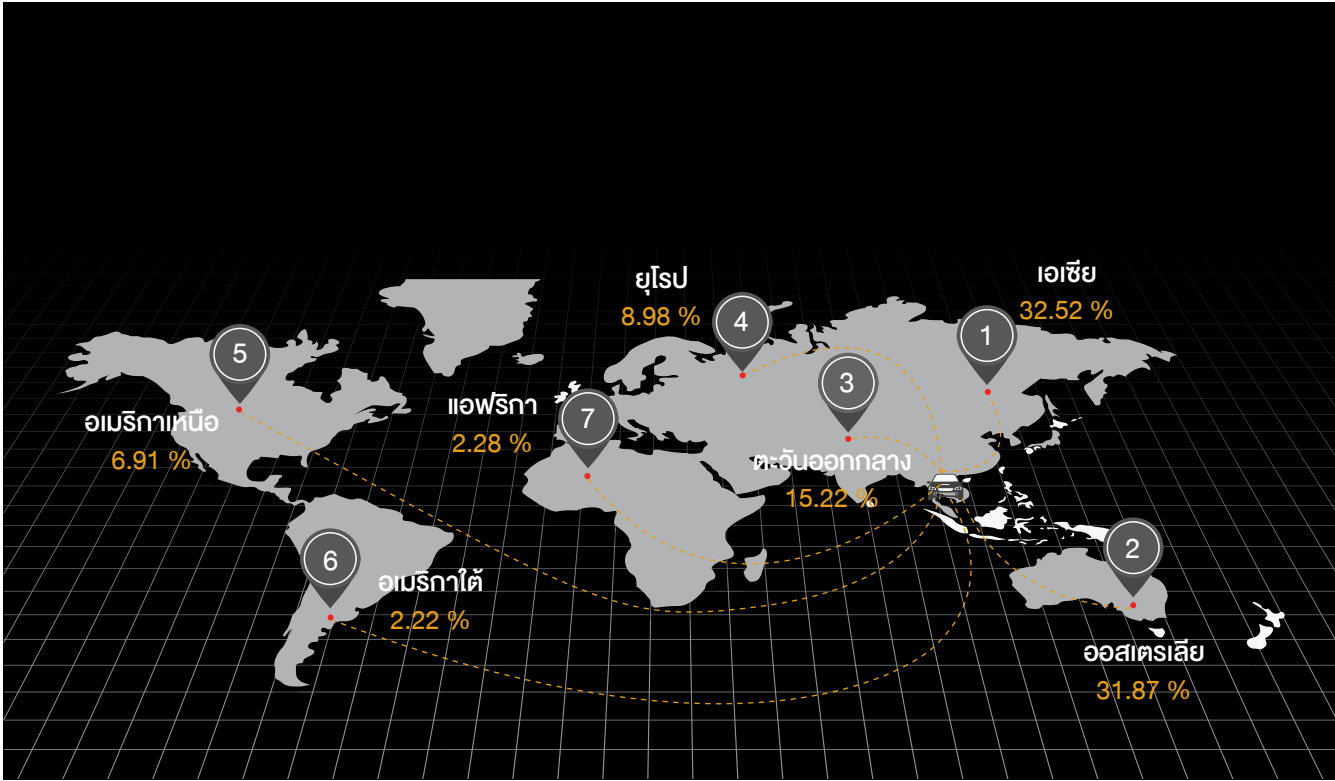 เอเซีย
32.52 %
1
ยุโรป
8.98 %
4
5
3
แอฟริกา
2.28 %
7
อเมริกาเหนือ
6.91 %
ตะวันออกกลาง
15.22 %
2
6
อเมริกาใต้
2.22 %
ออสเตรเลีย
31.87 %